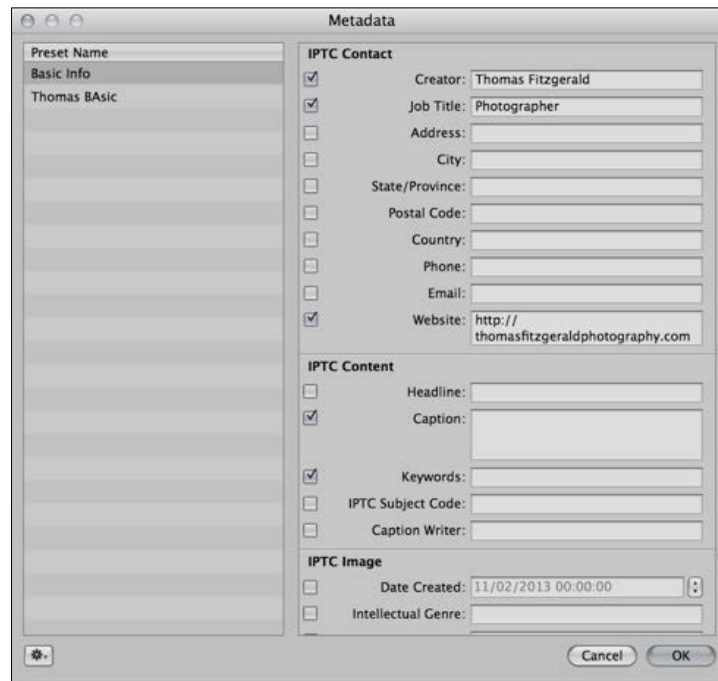 Metadata
Preset Name
Basic Info
Thomas BAsic
IPTC Contact
Creator: Thomas Fitzgerald
Job Title: Photographer
Address:
City:
State/Province:
Postal Code:
Country:
Phone:
Email:
Website: http://
thomasfitzgeraldphotography.com
IPTC Content
Headline:
Caption:
Keywords:
IPTC Subject Code:
Caption Writer:
IPTC Image
Date Created: 11/02/2013 00:00:00
Intellectual Genre:
Cancel
OK